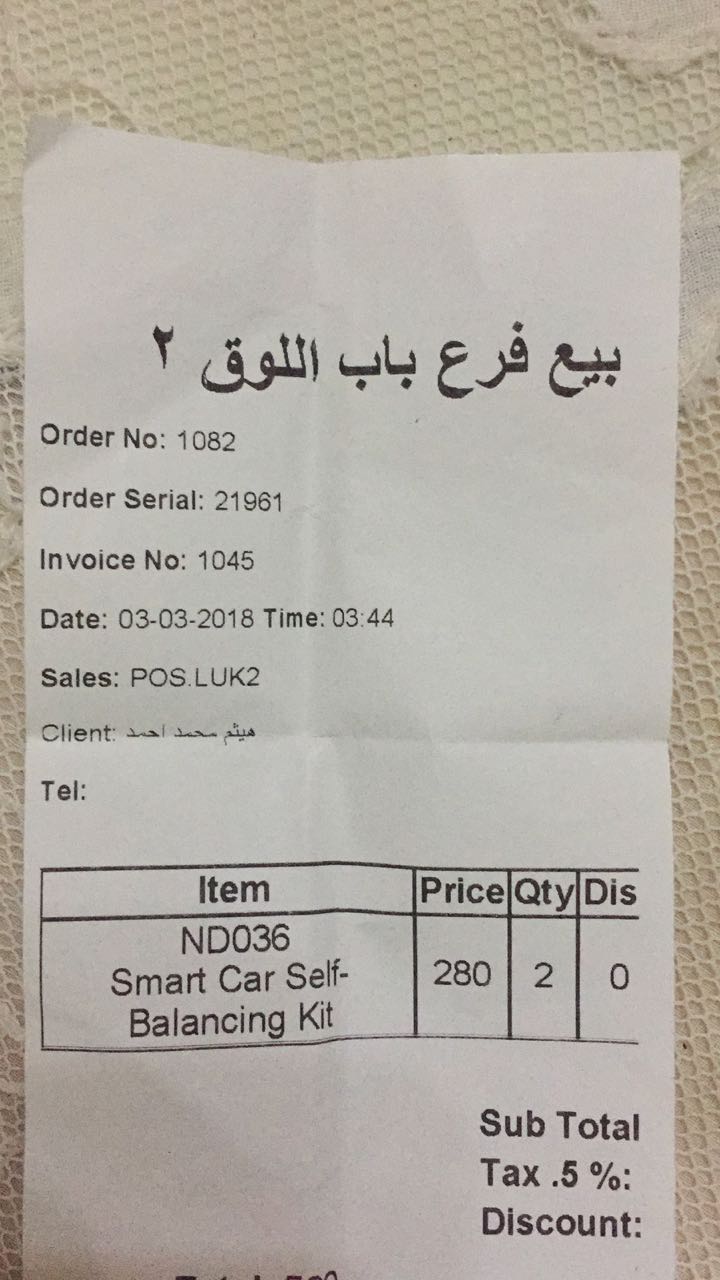 بيع فرع باب اللوق ٢
Order No: 1082
Order Serial: 21961
Invoice No: 1045
Date: 03-03-2018 Time: 03:44
Sales: POS.LUK2
Client: هيثم محمد احمد
Tel:
Item Price Qty Dis
ND036
Smart Car Self- 280 2 0
Balancing Kit
Sub Total
Tax .5 %:
Discount: